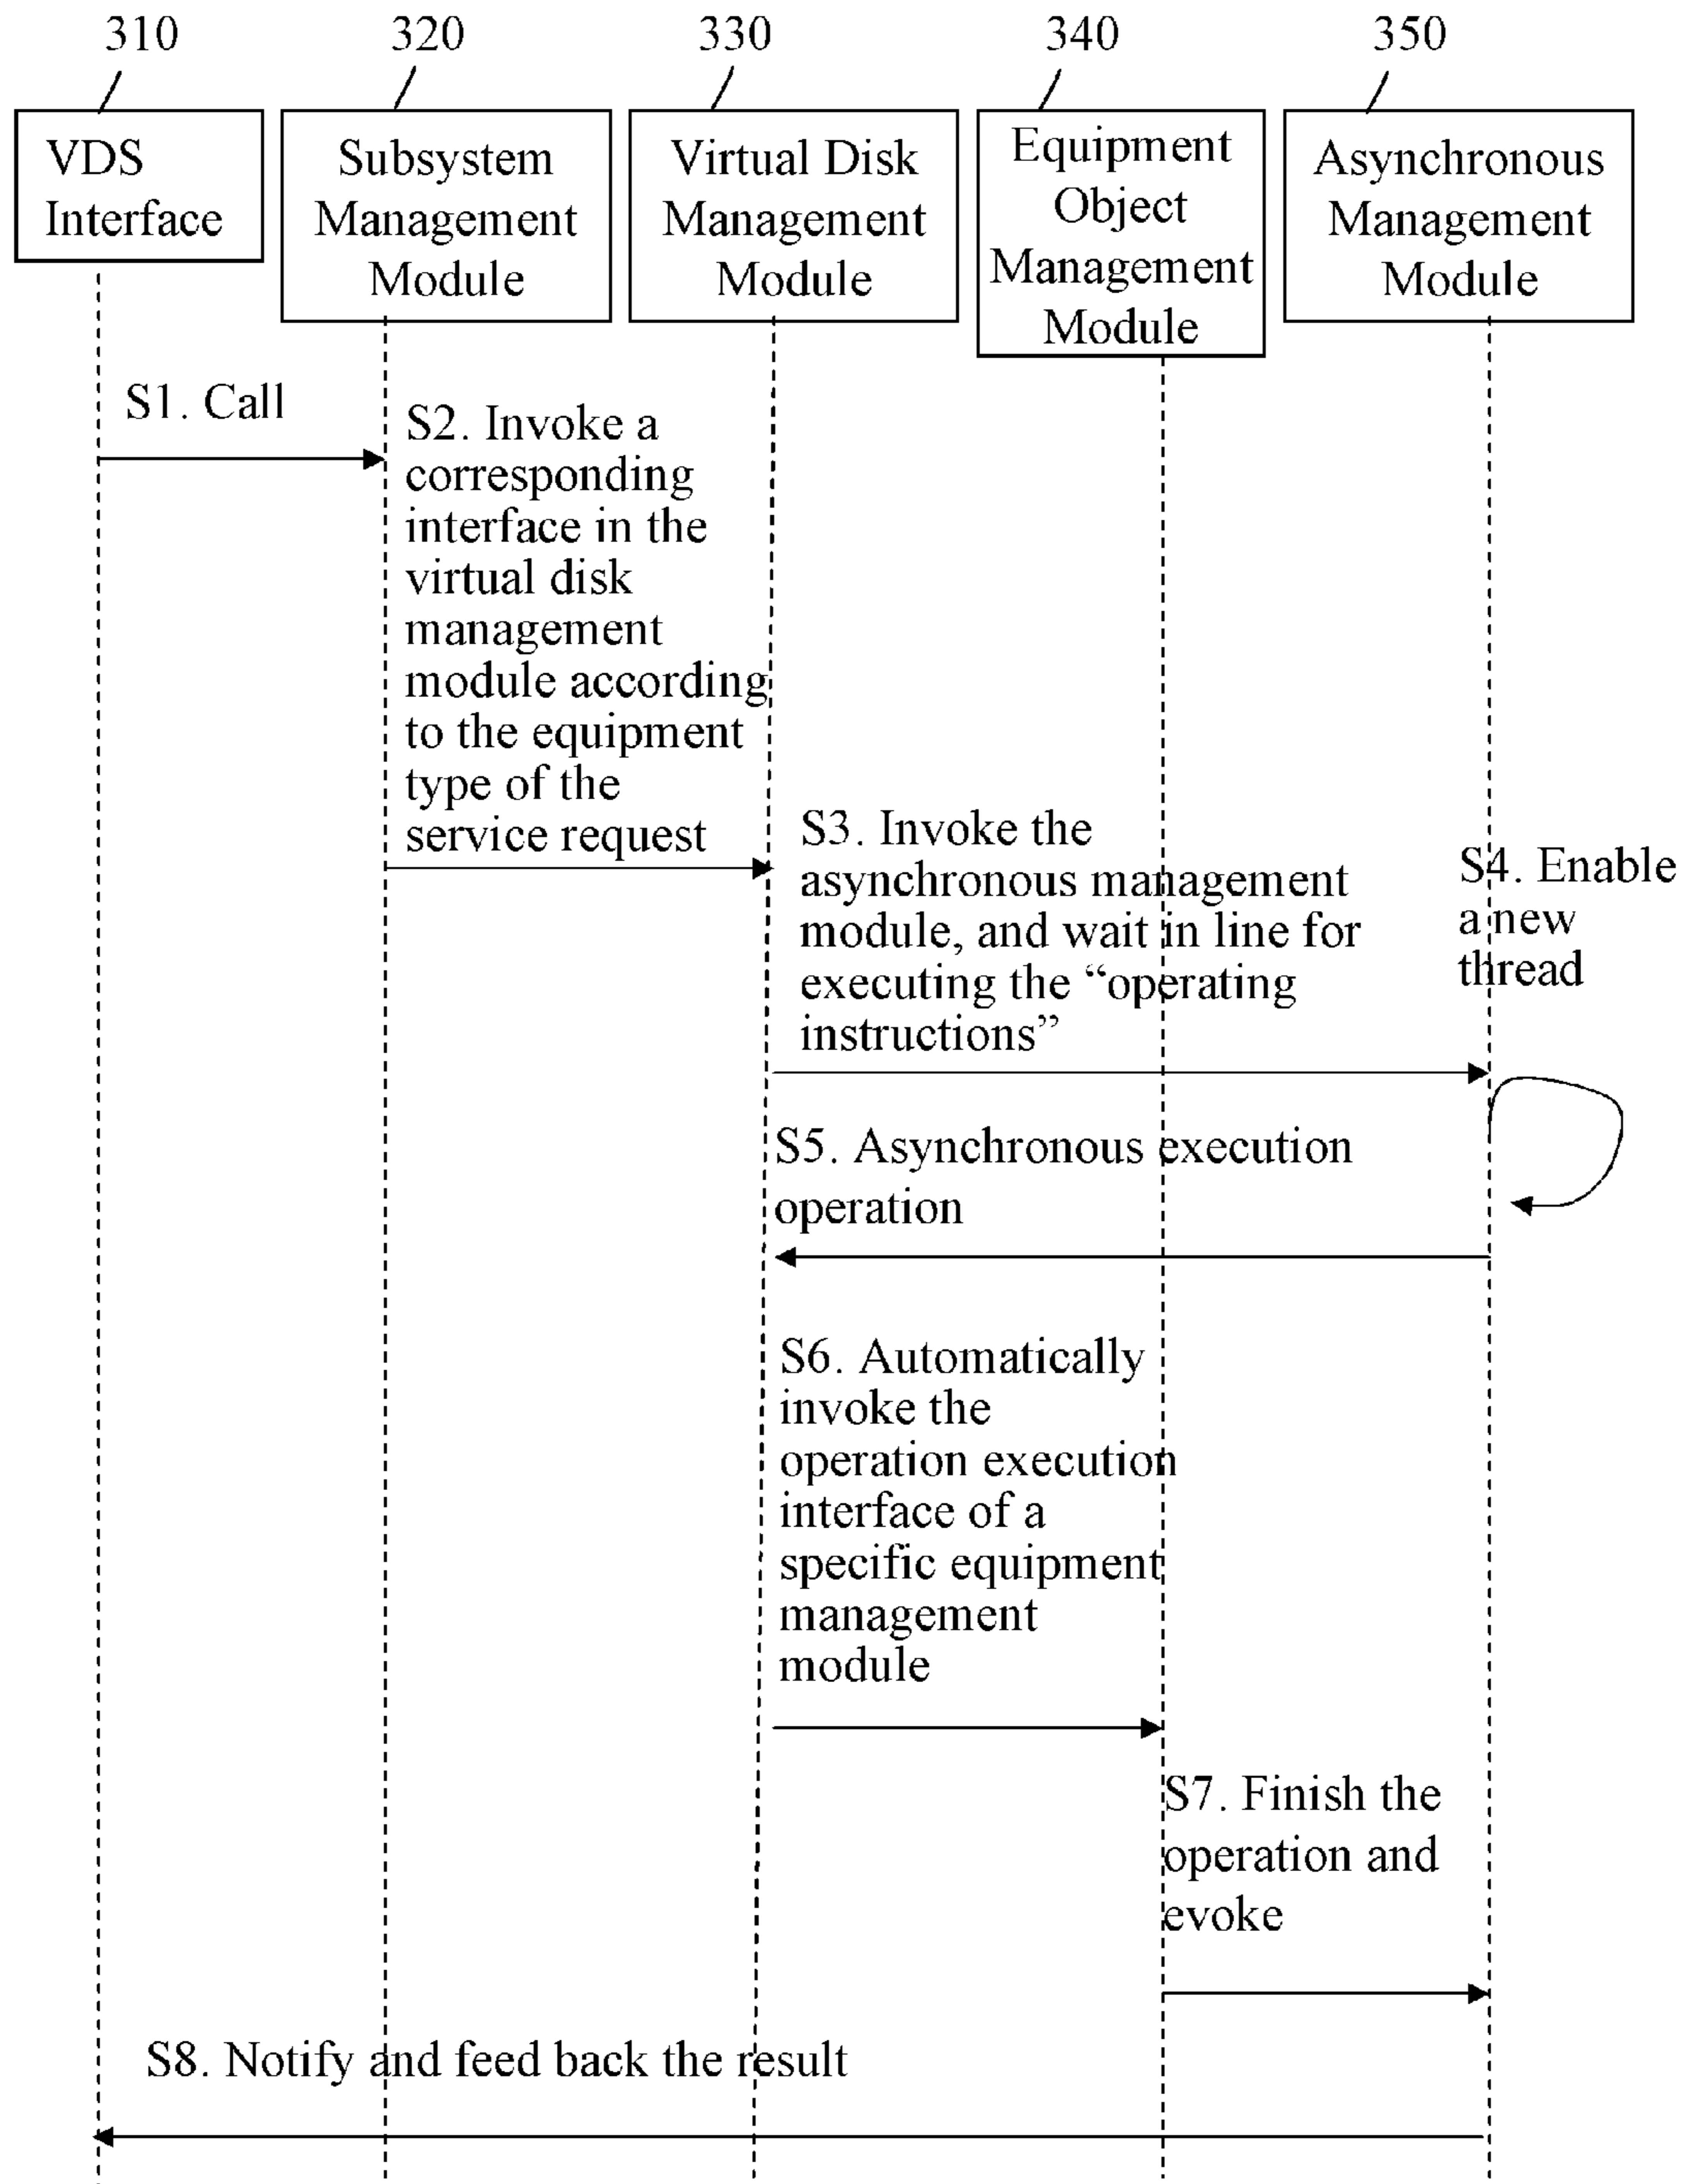 310
320
330
340
350
VDS
Interface
Subsystem
Management
Module
Virtual Disk
Management
Module
Equipment
Object
Management
Module
Asynchronous
Management
Module
S1. Call
S2. Invoke a
corresponding
interface in the
virtual disk
management
module according
to the equipment
type of the
service request
S3. Invoke the
asynchronous management
module, and wait in line for
executing the “operating
instructions”
S4. Enable
a new
thread
S5. Asynchronous execution
operation
S6. Automatically
invoke the
operation execution
interface of a
specific equipment
management
module
S7. Finish the
operation and
evoke
S8. Notify and feed back the result